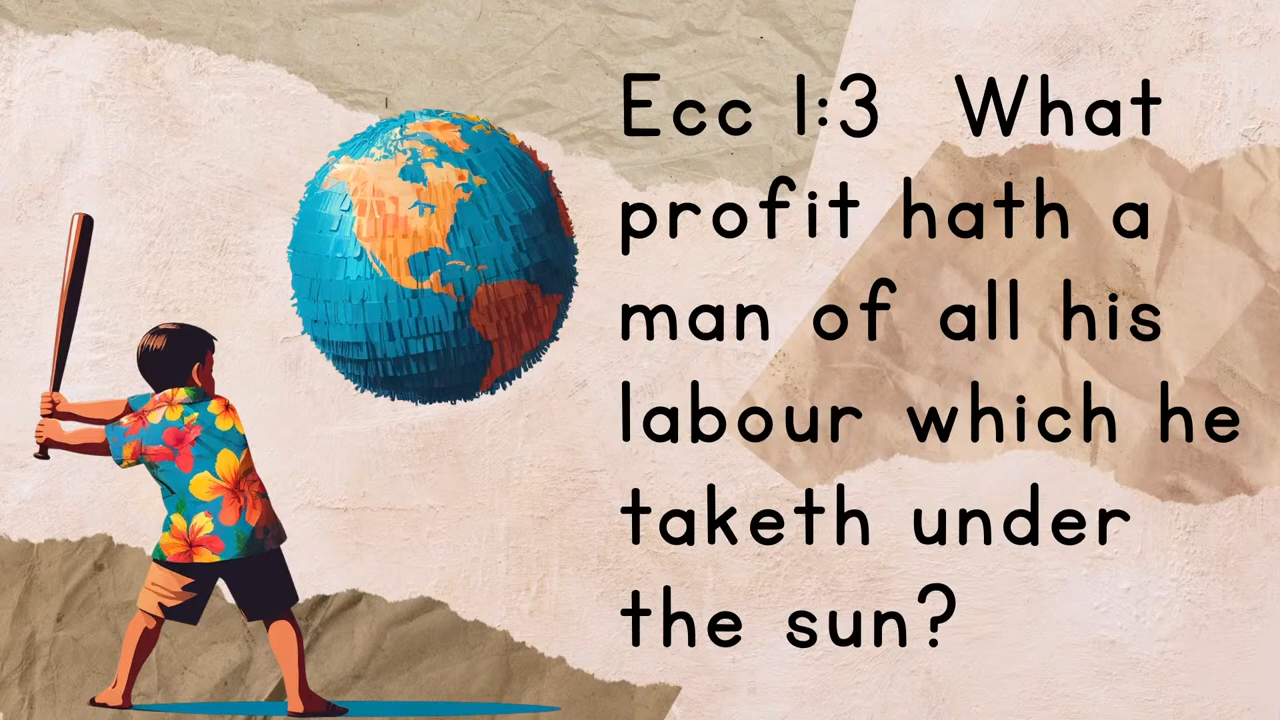 Ecc 1:3 What
profit hath a
man of all his
labour which he
taketh under
the sun?